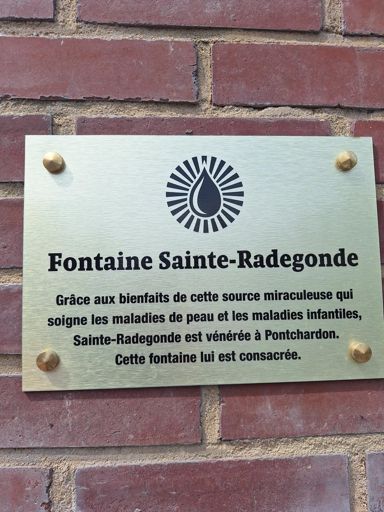 Fontaine Sainte-Radegonde
Grâce aux bienfaits de cette source miraculeuse qui
soigne les maladies de peau et les maladies infantiles,
Sainte-Radegonde est vénérée à Pontchardon.
Cette fontaine lui est consacrée.